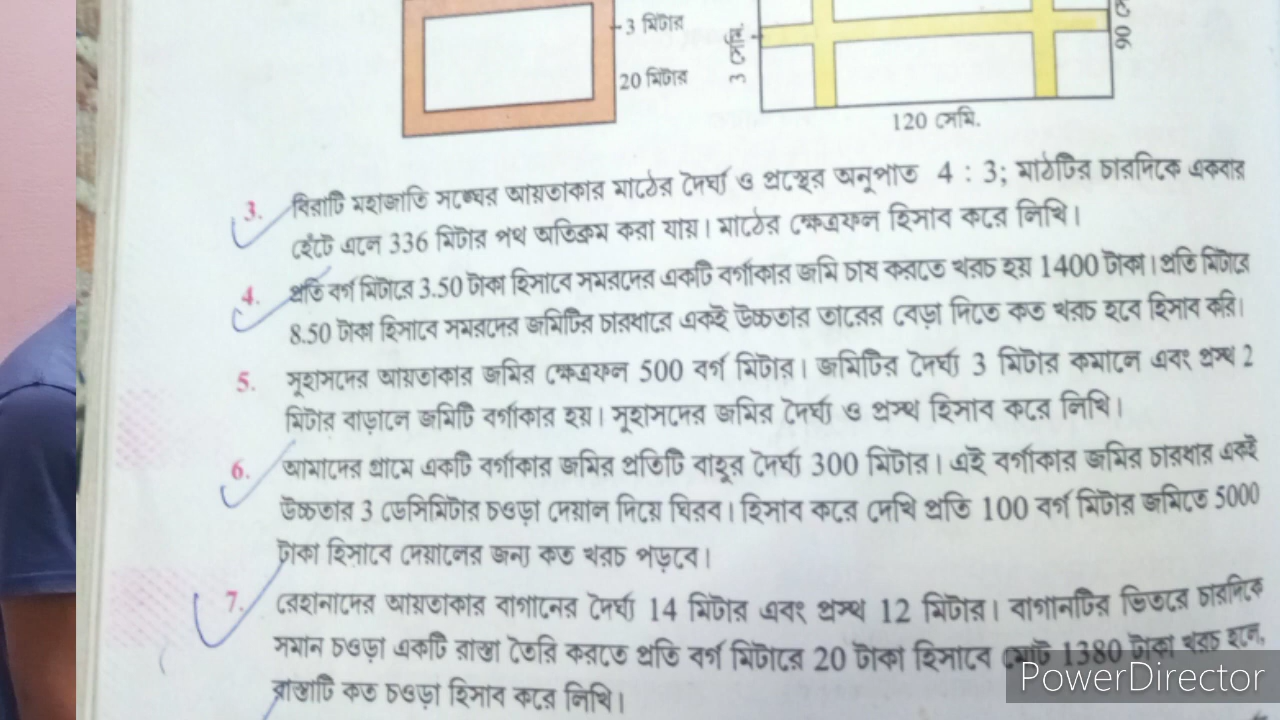 3 মিটার
20 মিটার
3 সেমি.
90 সে
120 সেমি.
3. বিরাটি মহাজাতি সঙ্ঘের আয়তাকার মাঠের দৈর্ঘ্য ও প্রস্থের অনুপাত 4 : 3; মাঠটির চারদিকে একবার
হেঁটে এলে 336 মিটার পথ অতিক্রম করা যায়। মাঠের ক্ষেত্রফল হিসাব করে লিখি।
4. প্রতি বর্গ মিটারে 3.50 টাকা হিসাবে সমরদের একটি বর্গাকার জমি চাষ করতে খরচ হয় 1400 টাকা। প্রতি মিটারে
8.50 টাকা হিসাবে সমরদের জমিটির চারধারে একই উচ্চতার তারের বেড়া দিতে কত খরচ হবে হিসাব করি।
5. সুহাসদের আয়তাকার জমির ক্ষেত্রফল 500 বর্গ মিটার। জমিটির দৈর্ঘ্য 3 মিটার কমালে এবং প্রস্থ 2
মিটার বাড়ালে জমিটি বর্গাকার হয়। সুহাসদের জমির দৈর্ঘ্য ও প্রস্থ হিসাব করে লিখি।
6. আমাদের গ্রামে একটি বর্গাকার জমির প্রতিটি বাহুর দৈর্ঘ্য 300 মিটার। এই বর্গাকার জমির চারধার একই
উচ্চতার 3 ডেসিমিটার চওড়া দেয়াল দিয়ে ঘিরব। হিসাব করে দেখি প্রতি 100 বর্গ মিটার জমিতে 5000
টাকা হিসাবে দেয়ালের জন্য কত খরচ পড়বে।
7. রেহানাদের আয়তাকার বাগানের দৈর্ঘ্য 14 মিটার এবং প্রস্থ 12 মিটার। বাগানটির ভিতরে চারদিকে
সমান চওড়া একটি রাস্তা তৈরি করতে প্রতি বর্গ মিটারে 20 টাকা হিসাবে মোট 1380 টাকা খরচ হলে,
রাস্তাটি কত চওড়া হিসাব করে লিখি।
PowerDirector